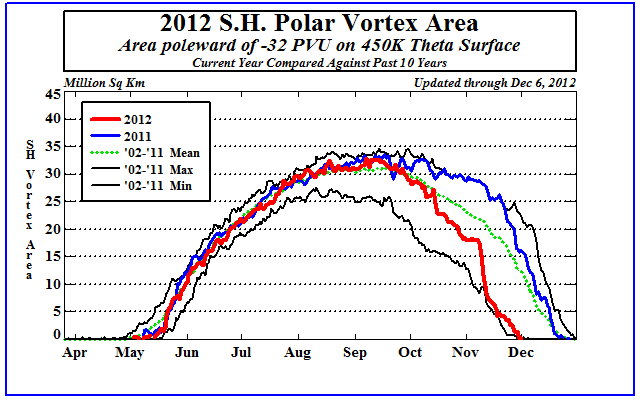 2012 S.H. Polar Vortex Area
Area poleward of -32 PVU on 450K Theta Surface
Current Year Compared Against Past 10 Years
Million Sq Km
Updated through Dec 6, 2012
45
40
35
30
25
20
15
10
5
0
SH Vortex Area
2012
2011
'02-'11 Mean
'02-'11 Max
'02-'11 Min
Apr May Jun Jul Aug Sep Oct Nov Dec